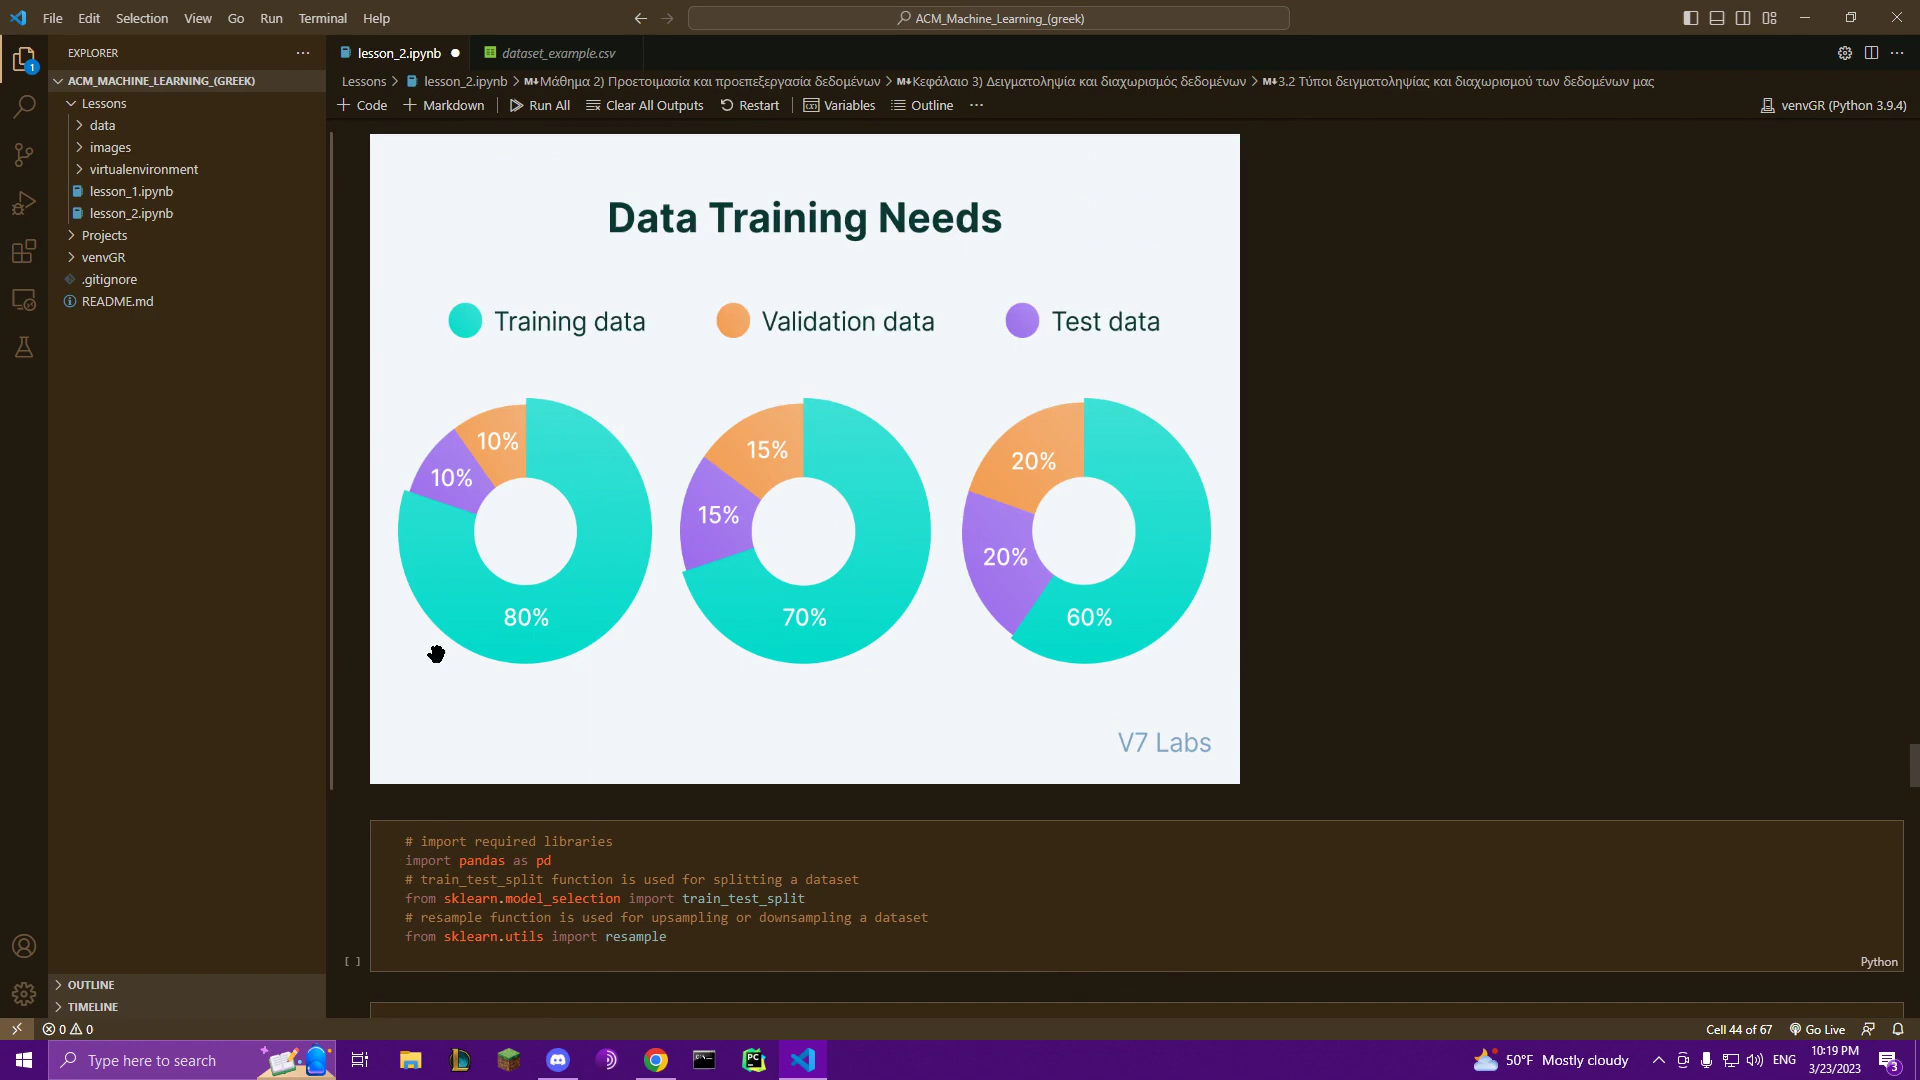 File Edit Selection View Go Run Terminal Help
ACM_Machine_Learning_(greek)
EXPLORER
lesson_2.ipynb
dataset_example.csv
ACM_MACHINE_LEARNING_(GREEK)
Lessons
data
images
virtualenvironment
lesson_1.ipynb
lesson_2.ipynb
Projects
venvGR
.gitignore
README.md
OUTLINE
TIMELINE
1
Lessons > lesson_2.ipynb > M↓Μάθημα 2) Προετοιμασία και προεπεξεργασία δεδομένων > M↓Κεφάλαιο 3) Δειγματοληψία και διαχωρισμός δεδομένων > M↓3.2 Τύποι δειγματοληψίας και διαχωρισμού των δεδομένων μας
+ Code + Markdown Run All Clear All Outputs Restart Variables Outline ···
venvGR (Python 3.9.4)
Data Training Needs
Training data Validation data Test data
10% 10% 80%
15% 15% 70%
20% 20% 60%
V7 Labs
# import required libraries
import pandas as pd
# train_test_split function is used for splitting a dataset
from sklearn.model_selection import train_test_split
# resample function is used for upsampling or downsampling a dataset
from sklearn.utils import resample
[ ]
Python
0 0
Cell 44 of 67 Go Live
Type here to search
50°F Mostly cloudy
ENG
10:19 PM
3/23/2023
3